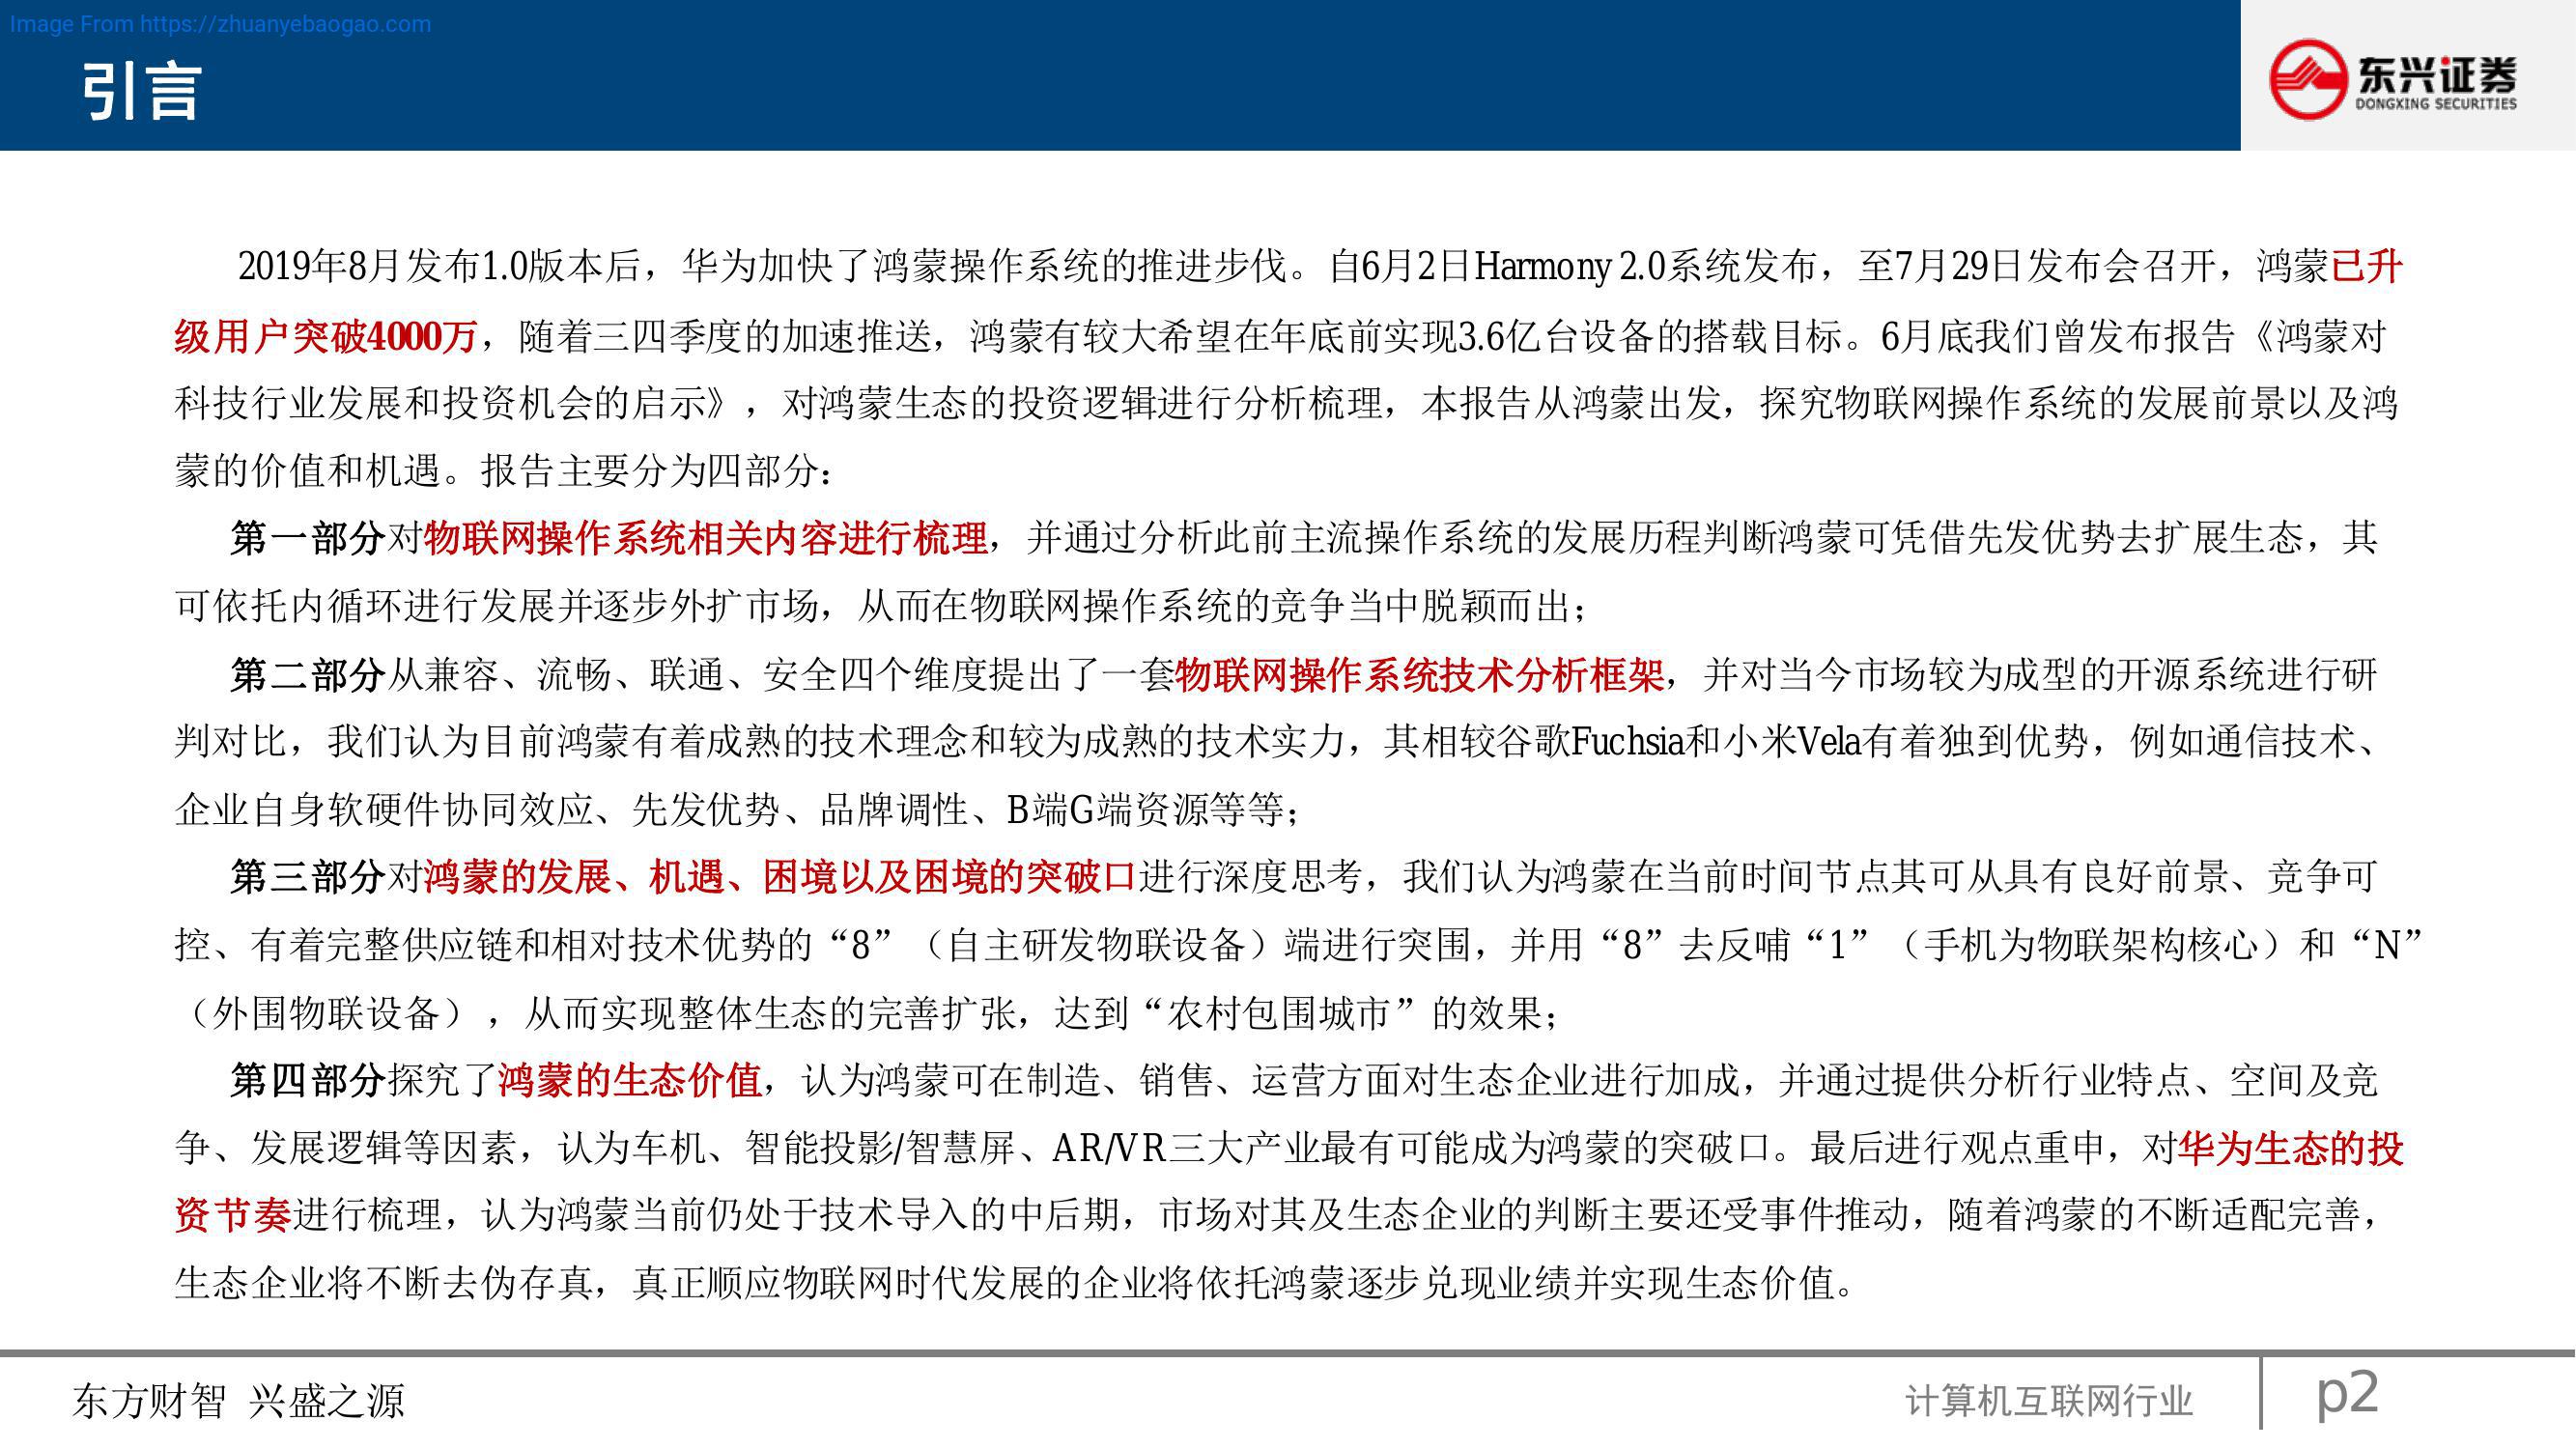 Image From https://zhuanyebaogao.com
引言
东兴证券
DONGXING SECURITIES
2019年8月发布1.0版本后，华为加快了鸿蒙操作系统的推进步伐。自6月2日Harmony 2.0系统发布，至7月29日发布会召开，鸿蒙已升
级用户突破4000万，随着三四季度的加速推送，鸿蒙有较大希望在年底前实现3.6亿台设备的搭载目标。6月底我们曾发布报告《鸿蒙对
科技行业发展和投资机会的启示》，对鸿蒙生态的投资逻辑进行分析梳理，本报告从鸿蒙出发，探究物联网操作系统的发展前景以及鸿
蒙的价值和机遇。报告主要分为四部分：
第一部分对物联网操作系统相关内容进行梳理，并通过分析此前主流操作系统的发展历程判断鸿蒙可凭借先发优势去扩展生态，其
可依托内循环进行发展并逐步外扩市场，从而在物联网操作系统的竞争当中脱颖而出；
第二部分从兼容、流畅、联通、安全四个维度提出了一套物联网操作系统技术分析框架，并对当今市场较为成型的开源系统进行研
判对比，我们认为目前鸿蒙有着成熟的技术理念和较为成熟的技术实力，其相较谷歌Fuchsia和小米Vela有着独到优势，例如通信技术、
企业自身软硬件协同效应、先发优势、品牌调性、B端G端资源等等；
第三部分对鸿蒙的发展、机遇、困境以及困境的突破口进行深度思考，我们认为鸿蒙在当前时间节点其可从具有良好前景、竞争可
控、有着完整供应链和相对技术优势的“8”（自主研发物联设备）端进行突围，并用“8”去反哺“1”（手机为物联架构核心）和“N”
（外围物联设备），从而实现整体生态的完善扩张，达到“农村包围城市”的效果；
第四部分探究了鸿蒙的生态价值，认为鸿蒙可在制造、销售、运营方面对生态企业进行加成，并通过提供分析行业特点、空间及竞
争、发展逻辑等因素，认为车机、智能投影/智慧屏、AR/VR三大产业最有可能成为鸿蒙的突破口。最后进行观点重申，对华为生态的投
资节奏进行梳理，认为鸿蒙当前仍处于技术导入的中后期，市场对其及生态企业的判断主要还受事件推动，随着鸿蒙的不断适配完善，
生态企业将不断去伪存真，真正顺应物联网时代发展的企业将依托鸿蒙逐步兑现业绩并实现生态价值。
东方财智 兴盛之源
计算机互联网行业
p2